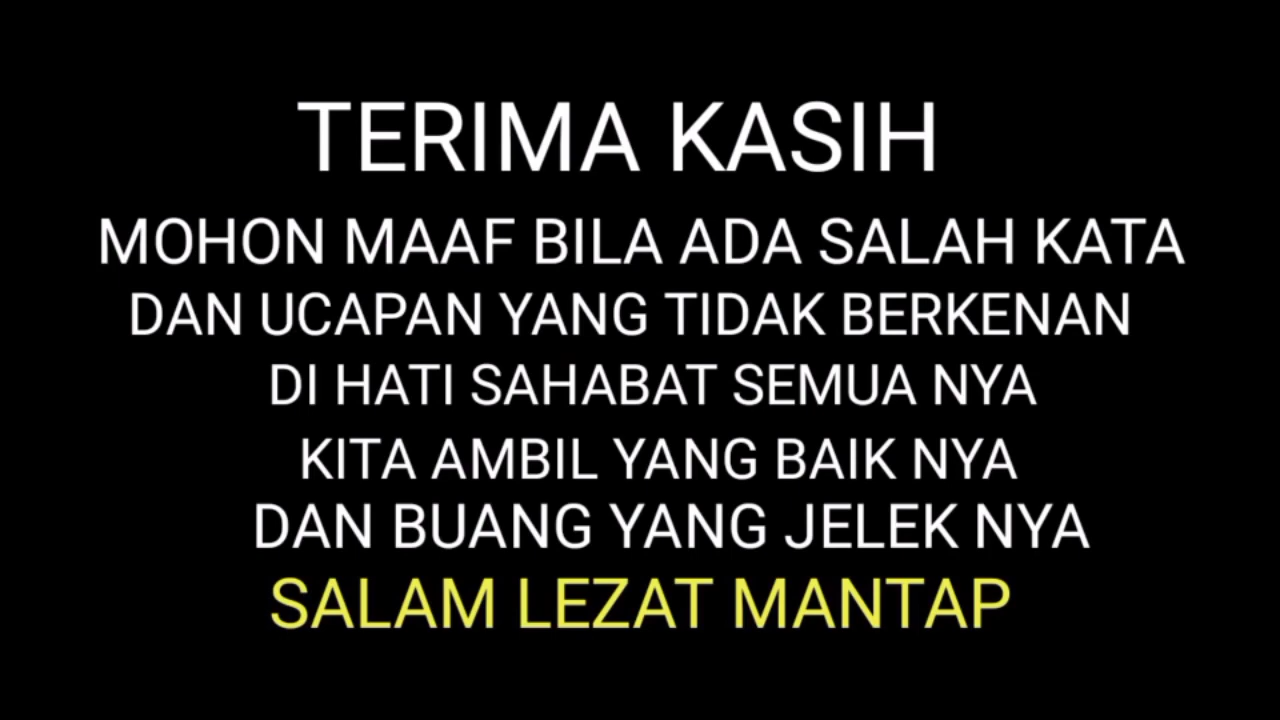 TERIMA KASIH
MOHON MAAF BILA ADA SALAH KATA
DAN UCAPAN YANG TIDAK BERKENAN
DI HATI SAHABAT SEMUA NYA
KITA AMBIL YANG BAIK NYA
DAN BUANG YANG JELEK NYA
SALAM LEZAT MANTAP